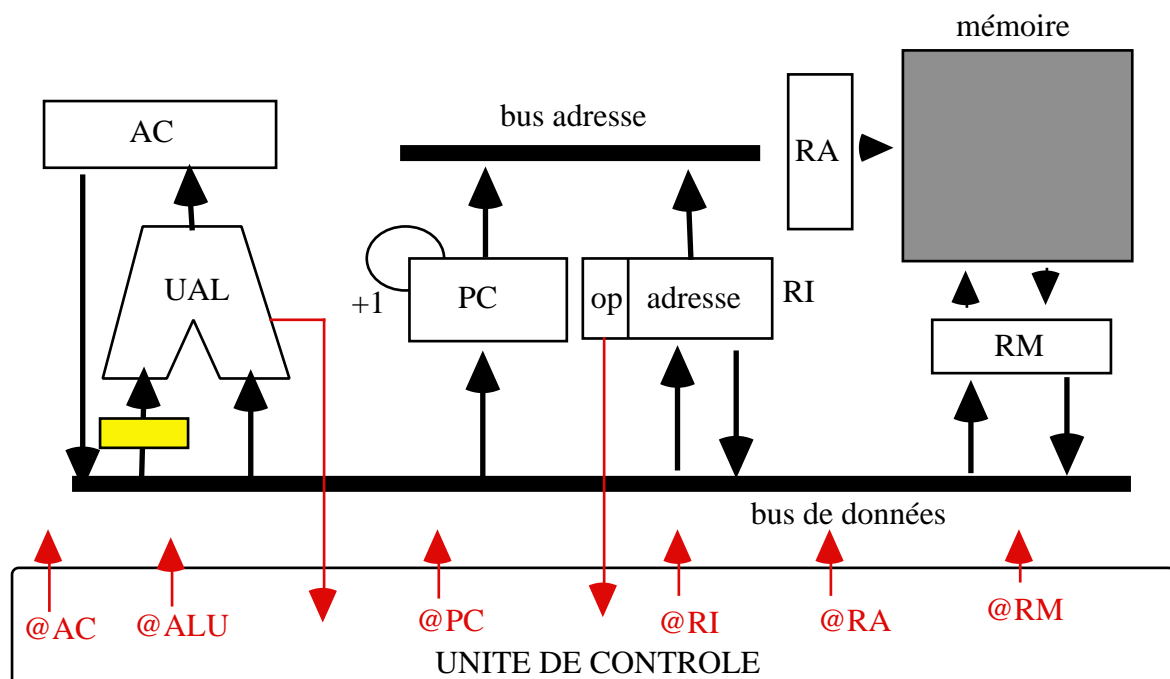 mémoire
AC
bus adresse
RA
UAL
+1
PC
op
adresse
RI
RM
bus de données
@AC
@ALU
@PC
@RI
@RA
@RM
UNITE DE CONTROLE